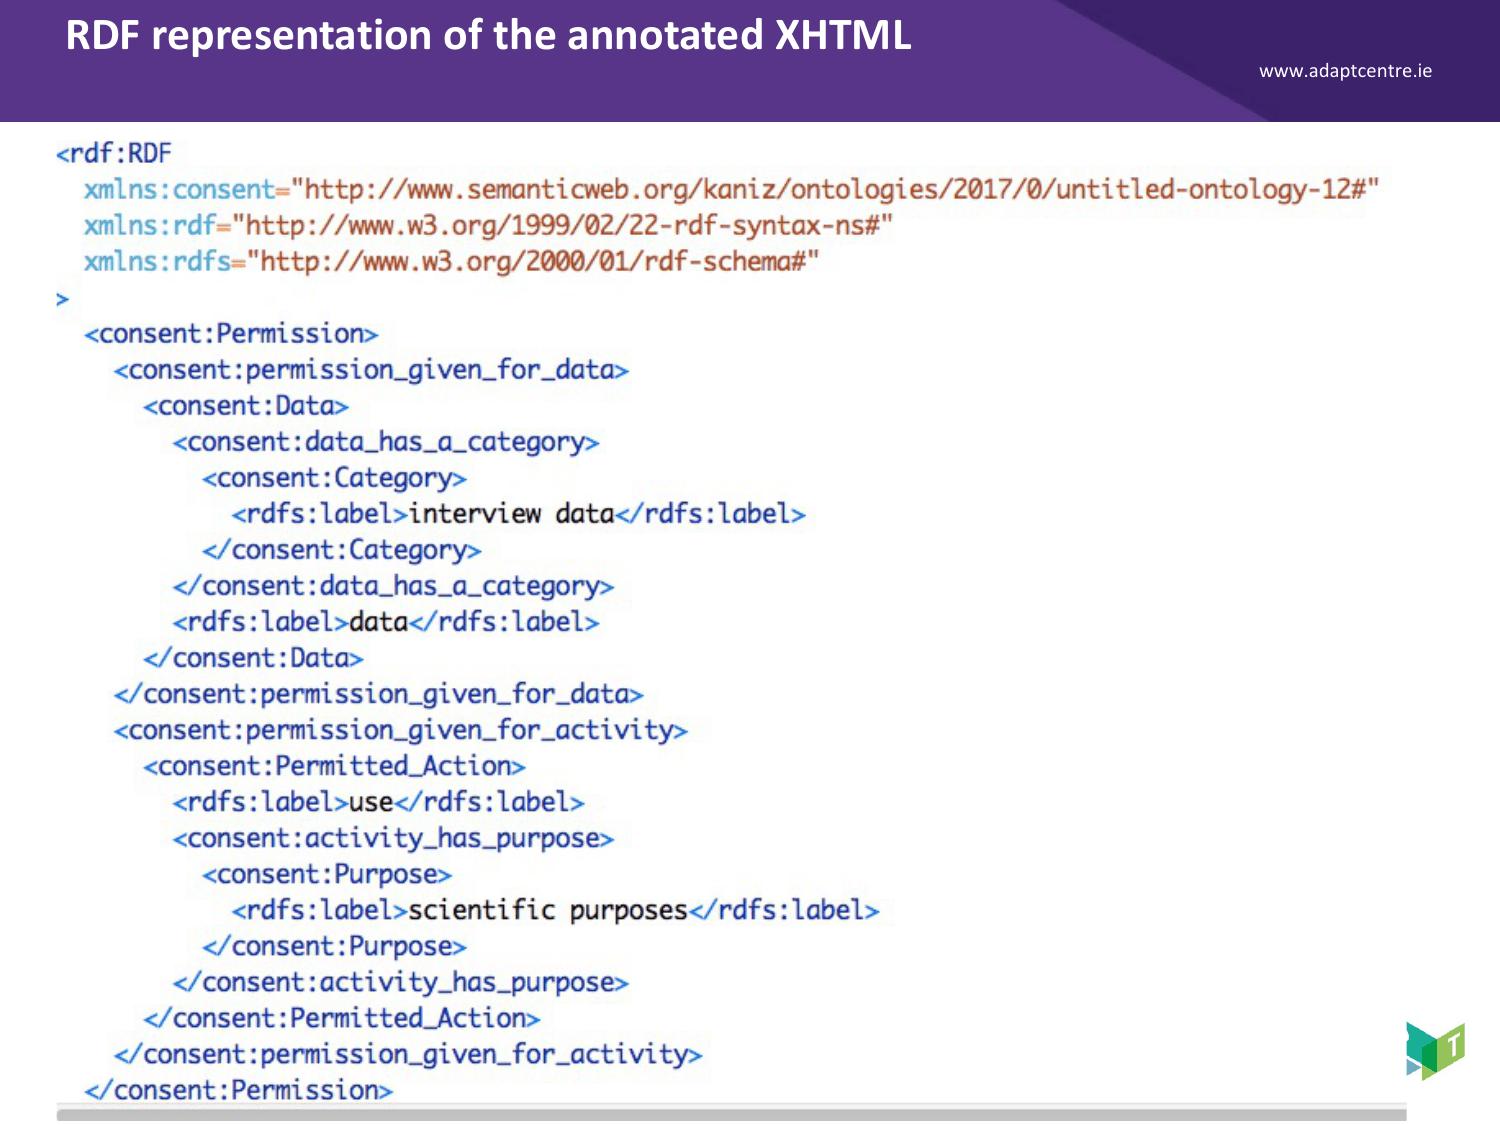 RDF representation of the annotated XHTML
www.adaptcentre.ie
<rdf:RDF
xmlns:consent="http://www.semanticweb.org/kaniz/ontologies/2017/0/untitled-ontology-12#"
xmlns:rdf="http://www.w3.org/1999/02/22-rdf-syntax-ns#"
xmlns:rdfs="http://www.w3.org/2000/01/rdf-schema#"
>
<consent:Permission>
<consent:permission_given_for_data>
<consent:Data>
<consent:data_has_a_category>
<consent:Category>
<rdfs:label>interview data</rdfs:label>
</consent:Category>
</consent:data_has_a_category>
<rdfs:label>data</rdfs:label>
</consent:Data>
</consent:permission_given_for_data>
<consent:permission_given_for_activity>
<consent:Permitted_Action>
<rdfs:label>use</rdfs:label>
<consent:activity_has_purpose>
<consent:Purpose>
<rdfs:label>scientific purposes</rdfs:label>
</consent:Purpose>
</consent:activity_has_purpose>
</consent:Permitted_Action>
</consent:permission_given_for_activity>
</consent:Permission>
T